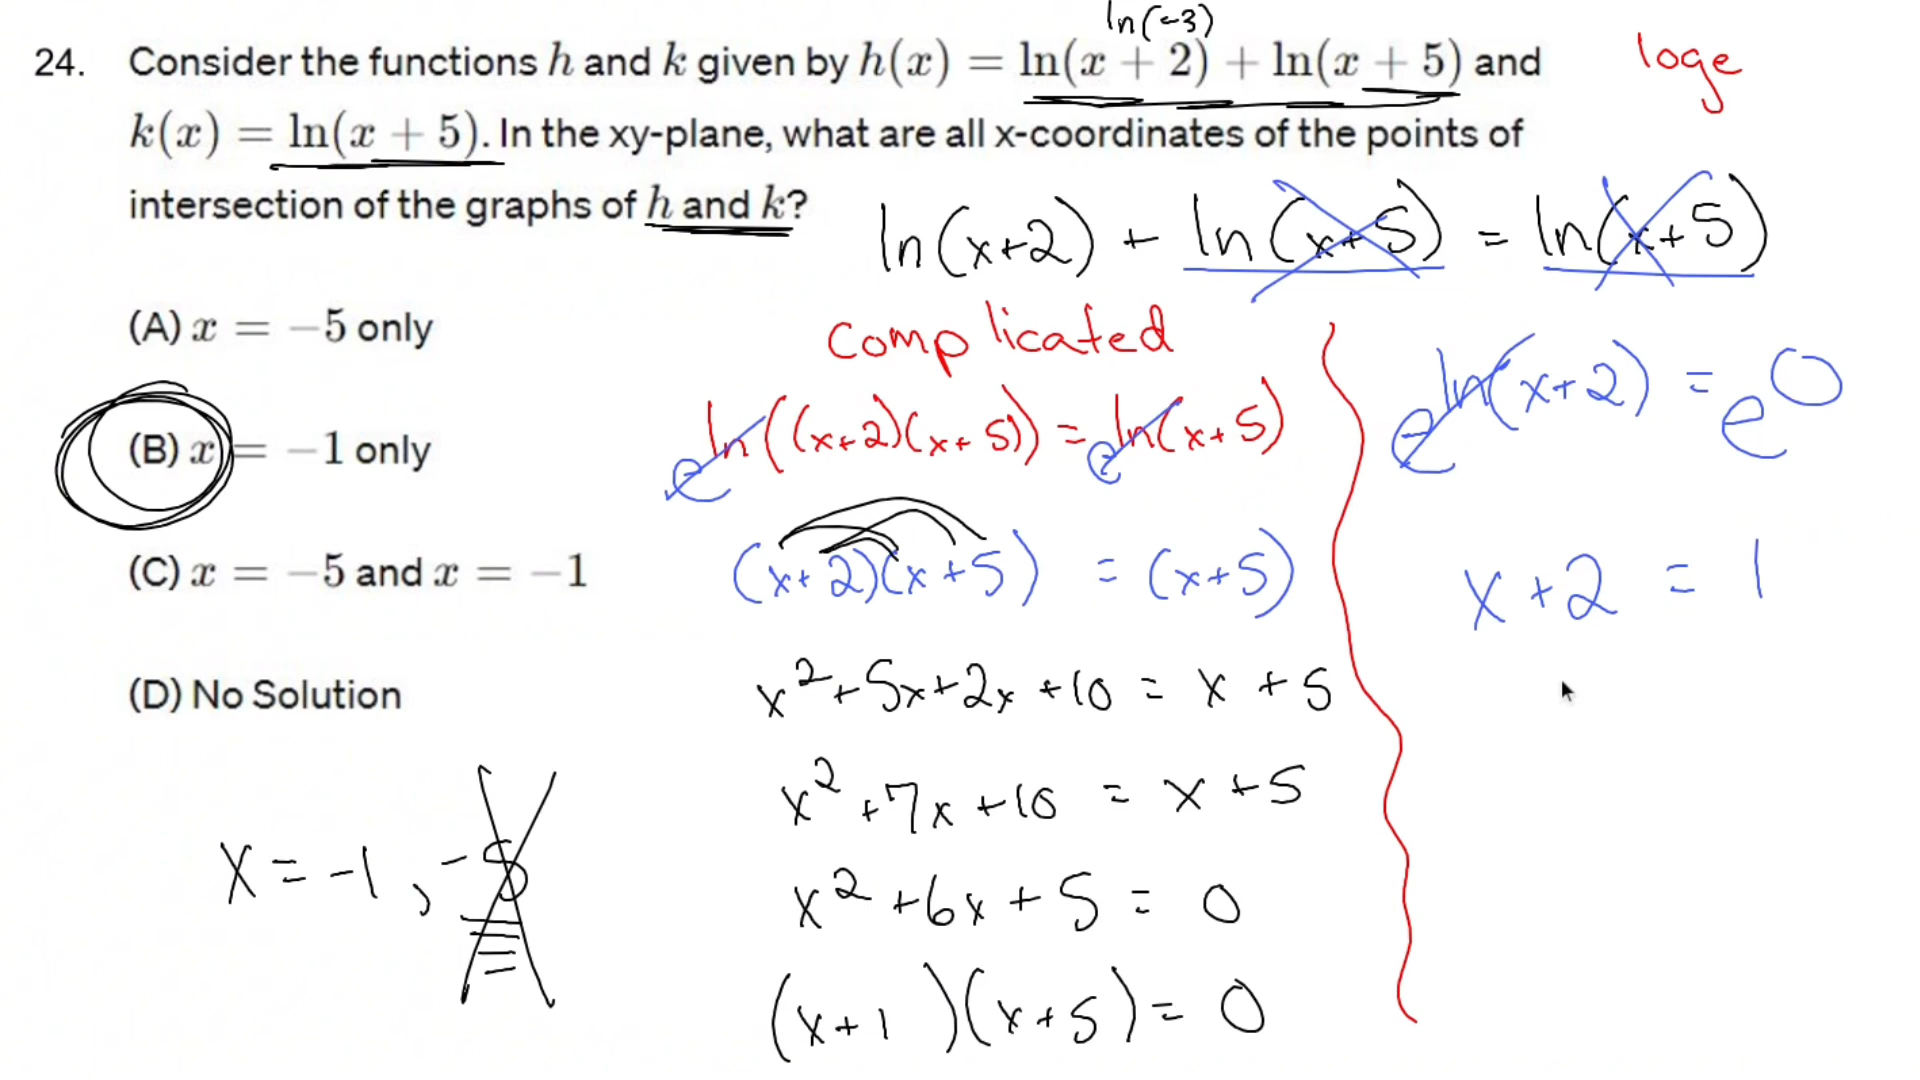 ln(-3)
24. Consider the functions h and k given by h(x) = ln(x + 2) + ln(x + 5) and
loge
k(x) = ln(x + 5). In the xy-plane, what are all x-coordinates of the points of
intersection of the graphs of h and k?
ln(x+2) + ln(x+5) = ln(x+5)
(A) x = −5 only
complicated
e ln(x+2) = e^0
(B) x = −1 only
e ln((x+2)(x+5)) = e ln(x+5)
(C) x = −5 and x = −1
(x+2)(x+5) = (x+5)
x+2 = 1
(D) No Solution
x^2+5x+2x+10 = x+5
x^2+7x+10 = x+5
x = -1, -5
x^2+6x+5 = 0
(x+1)(x+5) = 0